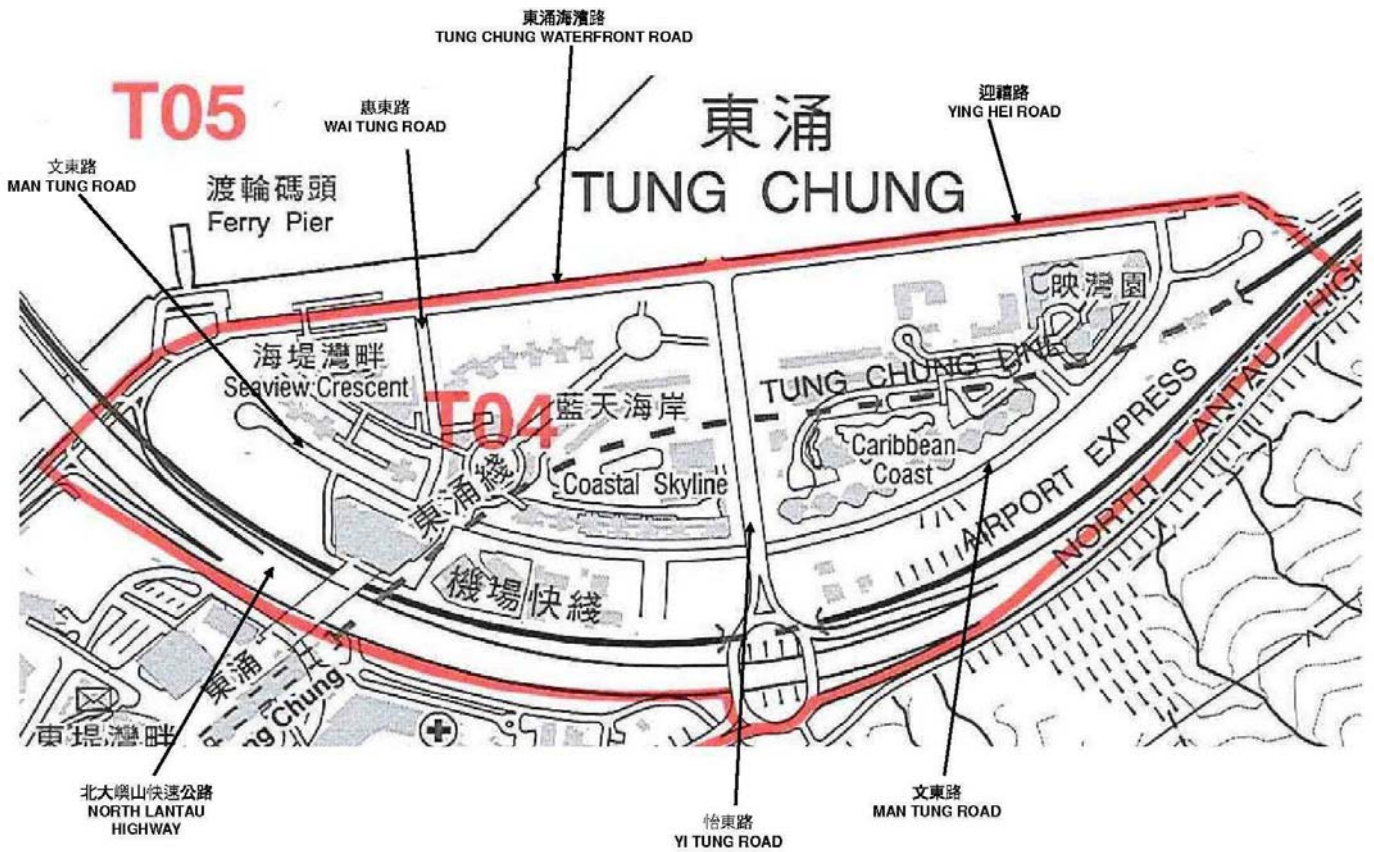 東涌海濱路
TUNG CHUNG WATERFRONT ROAD
T05
惠東路
WAI TUNG ROAD
東涌
TUNG CHUNG
迎禧路
YING HEI ROAD
文東路
MAN TUNG ROAD
渡輪碼頭
Ferry Pier
映灣園
海堤灣畔
Seaview Crescent
TUNG CHUNG LINE
T04
藍天海岸
Coastal Skyline
Caribbean
Coast
東涌綫
機場快綫
AIRPORT EXPRESS
NORTH LANTAU
東涌
Chung
東堤灣畔
北大嶼山快速公路
NORTH LANTAU
HIGHWAY
怡東路
YI TUNG ROAD
文東路
MAN TUNG ROAD